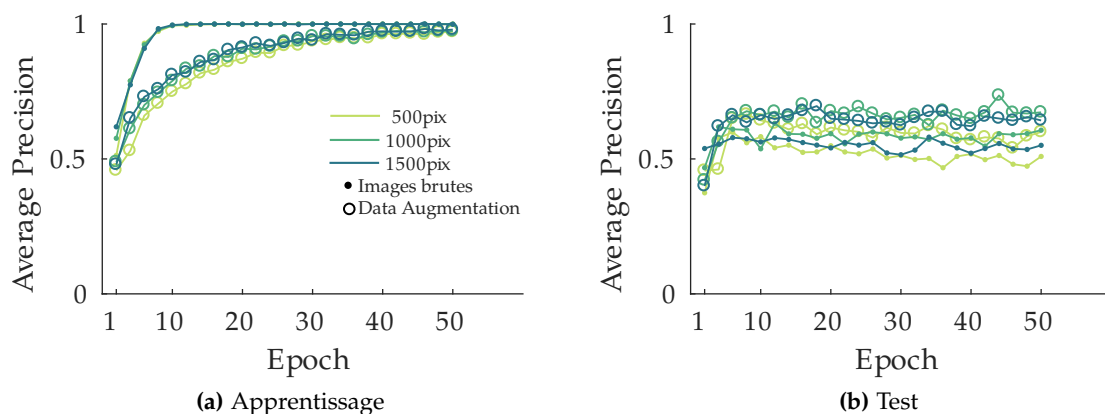 1
0.5
0
Average Precision
1 10 20 30 40 50
Epoch
500pix
1000pix
1500pix
Images brutes
Data Augmentation
(a) Apprentissage
1
0.5
0
Average Precision
1 10 20 30 40 50
Epoch
(b) Test